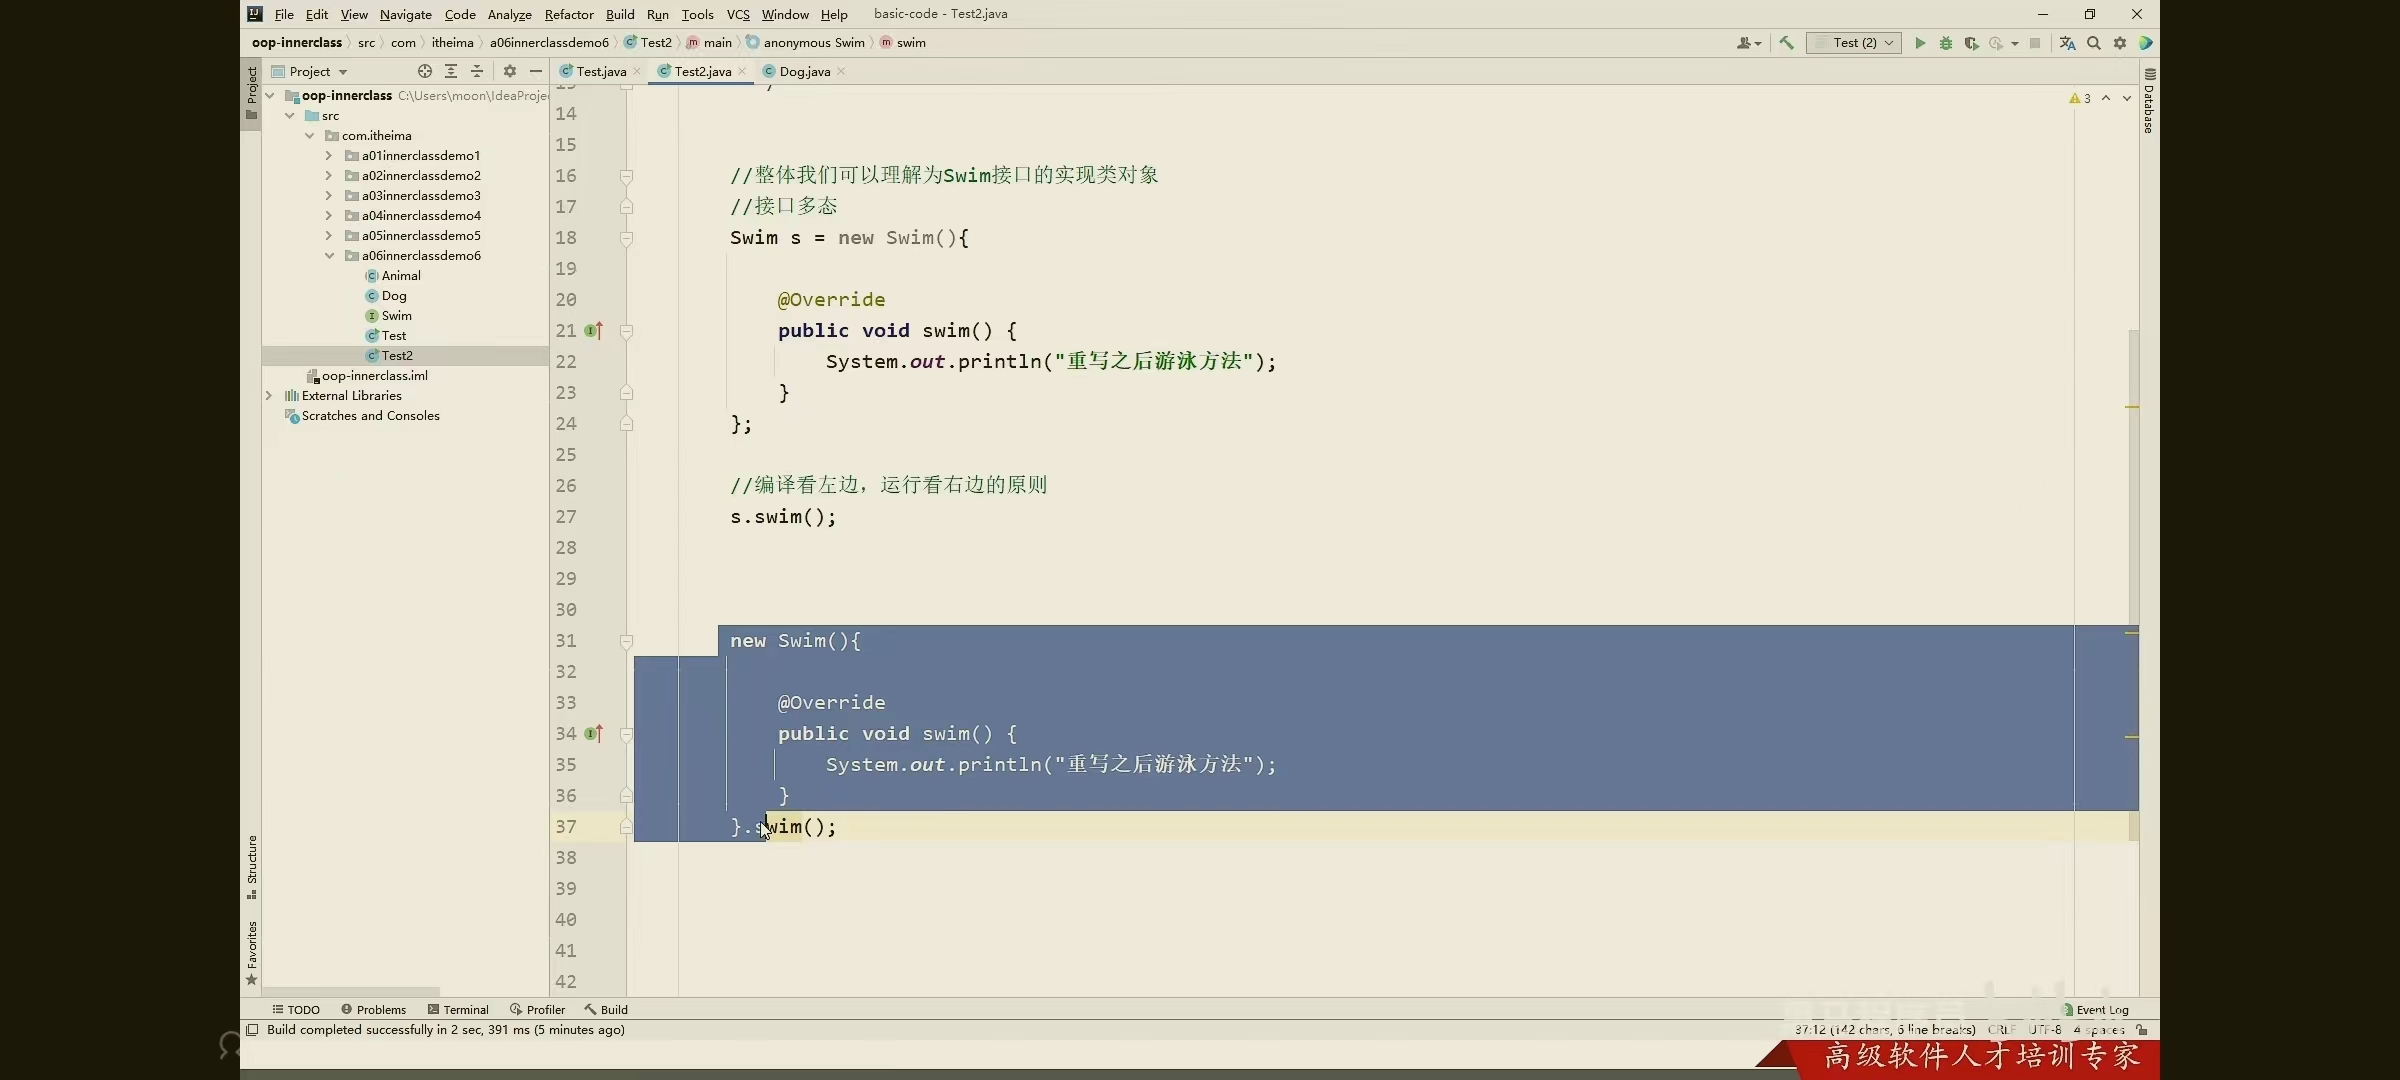 File Edit View Navigate Code Analyze Refactor Build Run Tools VCS Window Help basic-code - Test2.java
oop-innerclass src com itheima a06innerclassdemo6 Test2 main anonymous Swim swim Test (2)
Project Test.java Test2.java Dog.java
Project
Database
oop-innerclass C:\Users\moon\IdeaProje
src
com.itheima
a01innerclassdemo1
a02innerclassdemo2
a03innerclassdemo3
a04innerclassdemo4
a05innerclassdemo5
a06innerclassdemo6
Animal
Dog
Swim
Test
Test2
oop-innerclass.iml
External Libraries
Scratches and Consoles
Structure
Favorites
3
14
15
16 //整体我们可以理解为Swim接口的实现类对象
17 //接口多态
18 Swim s = new Swim(){
19
20 @Override
21 public void swim() {
22 System.out.println("重写之后游泳方法");
23 }
24 };
25
26 //编译看左边，运行看右边的原则
27 s.swim();
28
29
30
31 new Swim(){
32
33 @Override
34 public void swim() {
35 System.out.println("重写之后游泳方法");
36 }
37 }.swim();
38
39
40
41
42
TODO Problems Terminal Profiler Build Event Log
Build completed successfully in 2 sec, 391 ms (5 minutes ago) 37:12 (142 chars, 6 line breaks) CRLF UTF-8 4 spaces
高级软件人才培训专家